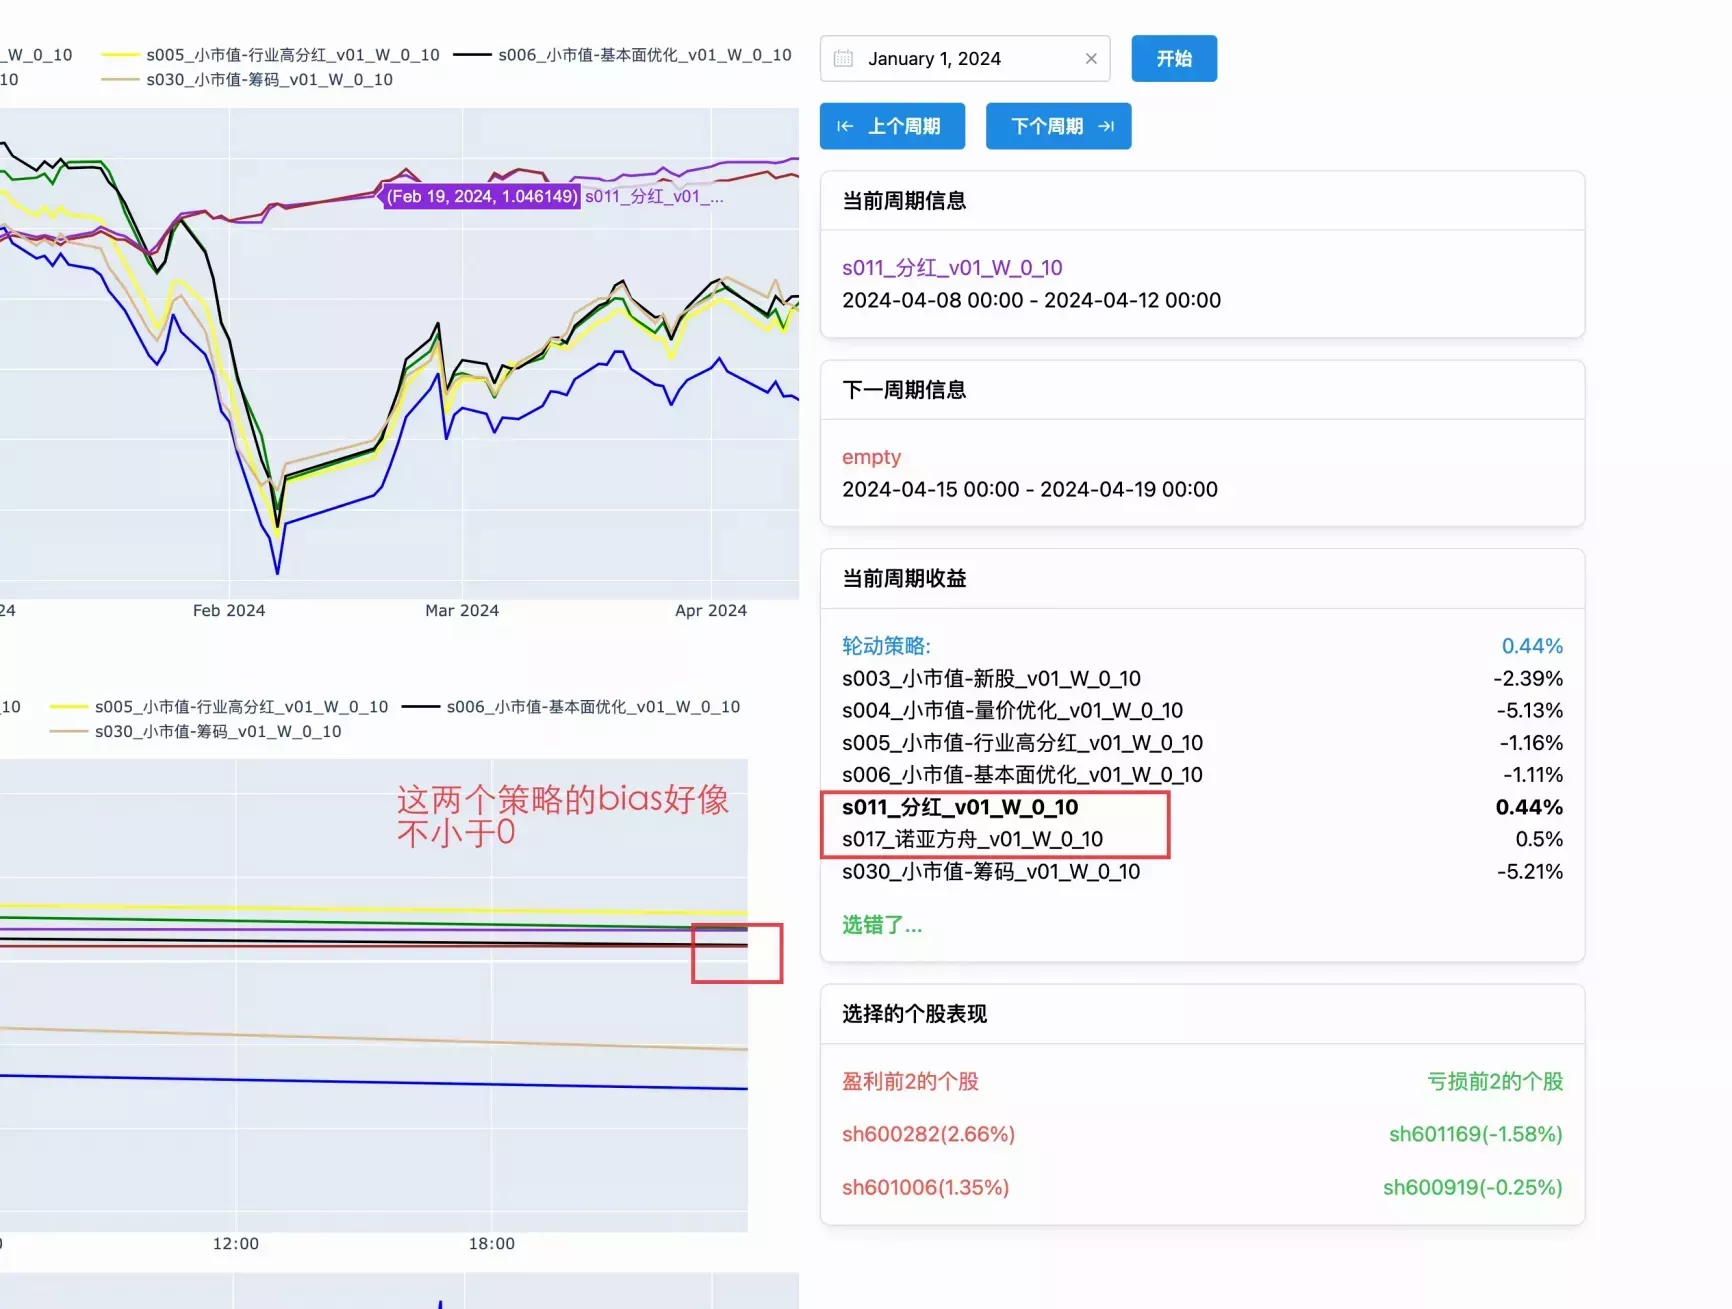 _W_0_10 s005_小市值-行业高分红_v01_W_0_10 s006_小市值-基本面优化_v01_W_0_10
10 s030_小市值-筹码_v01_W_0_10
(Feb 19, 2024, 1.046149) s011_分红_v01_...
24 Feb 2024 Mar 2024 Apr 2024
10 s005_小市值-行业高分红_v01_W_0_10 s006_小市值-基本面优化_v01_W_0_10
s030_小市值-筹码_v01_W_0_10
这两个策略的bias好像
不小于0
12:00 18:00
January 1, 2024 开始
上个周期 下个周期
当前周期信息
s011_分红_v01_W_0_10
2024-04-08 00:00 - 2024-04-12 00:00
下一周期信息
empty
2024-04-15 00:00 - 2024-04-19 00:00
当前周期收益
轮动策略: 0.44%
s003_小市值-新股_v01_W_0_10 -2.39%
s004_小市值-量价优化_v01_W_0_10 -5.13%
s005_小市值-行业高分红_v01_W_0_10 -1.16%
s006_小市值-基本面优化_v01_W_0_10 -1.11%
s011_分红_v01_W_0_10 0.44%
s017_诺亚方舟_v01_W_0_10 0.5%
s030_小市值-筹码_v01_W_0_10 -5.21%
选错了...
选择的个股表现
盈利前2的个股 亏损前2的个股
sh600282(2.66%) sh601169(-1.58%)
sh601006(1.35%) sh600919(-0.25%)